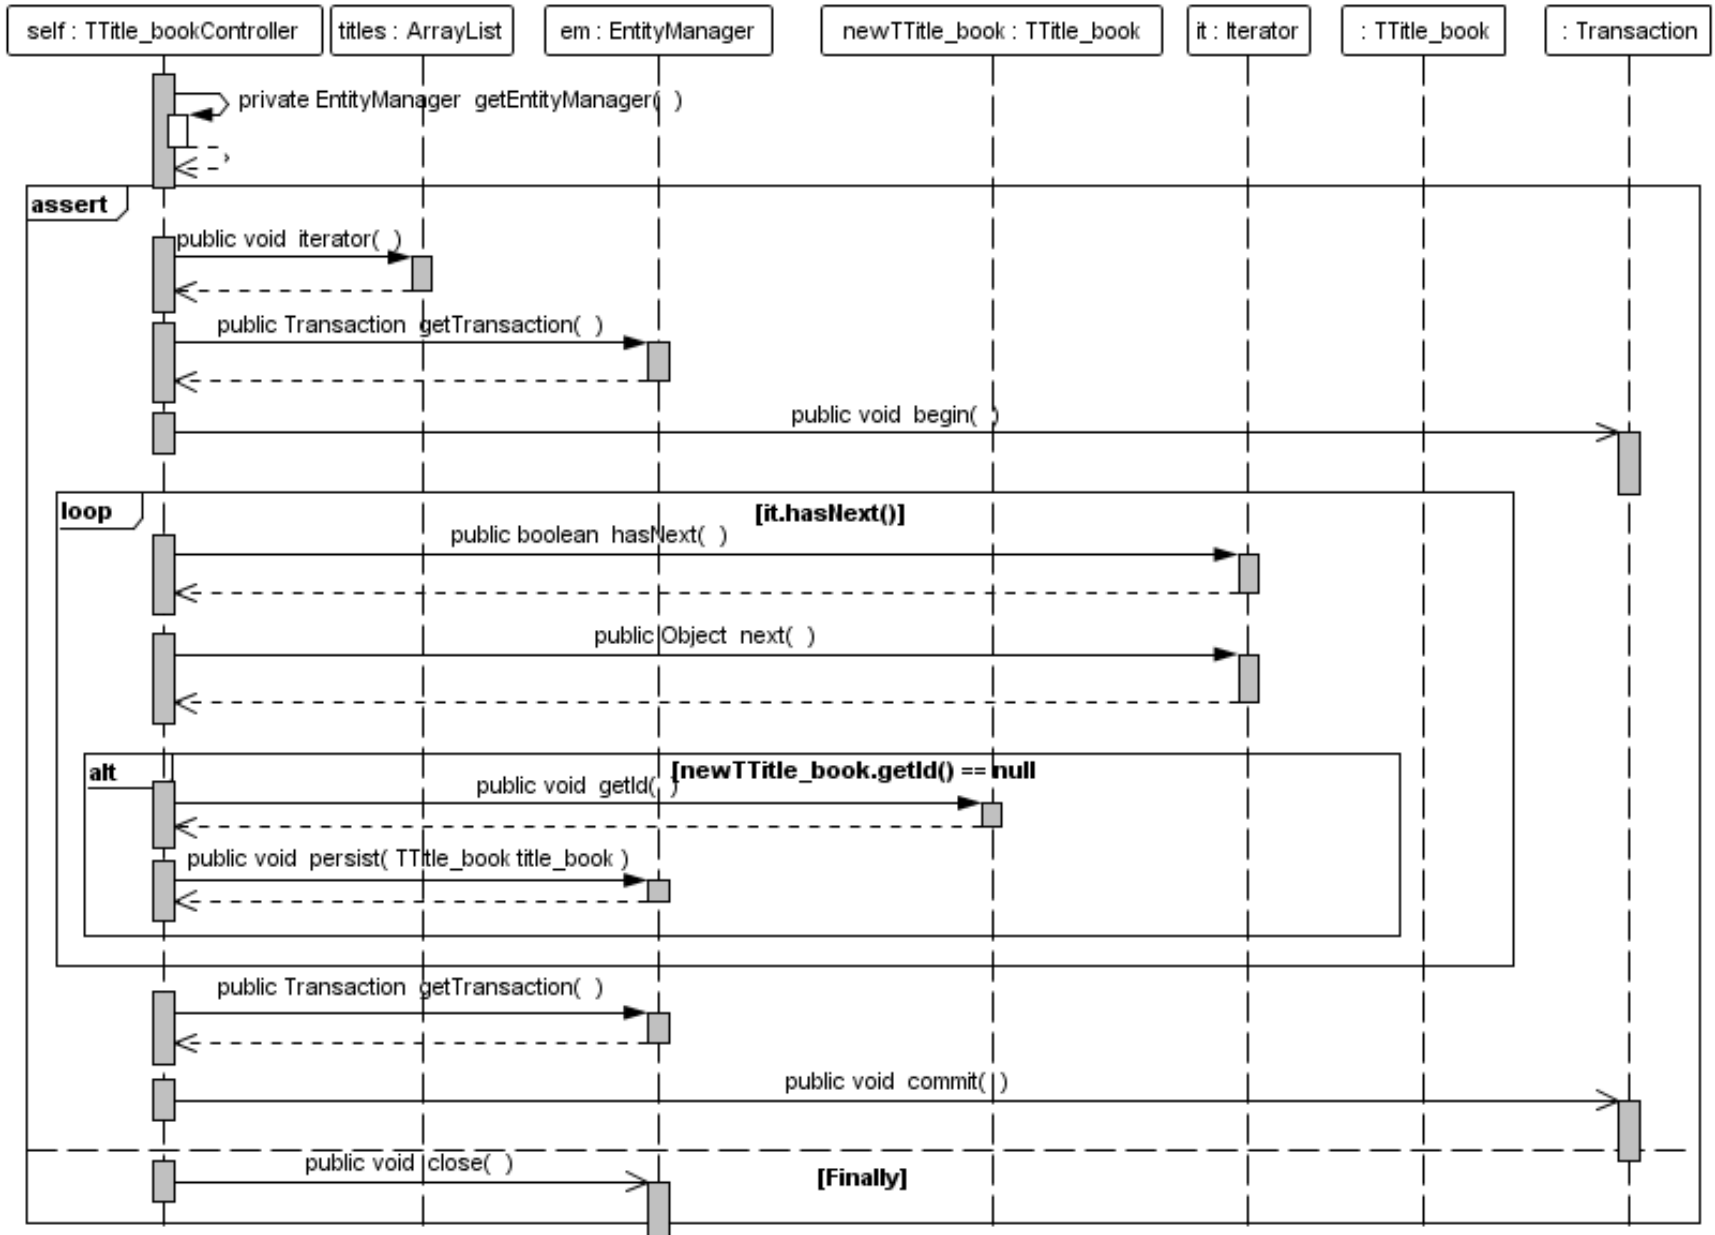 self : TTitle_bookController
titles : ArrayList
em : EntityManager
newTTitle_book : TTitle_book
it : Iterator
: TTitle_book
: Transaction
private EntityManager getEntityManager( )
assert
public void iterator( )
public Transaction getTransaction( )
public void begin( )
loop
[it.hasNext()]
public boolean hasNext( )
public Object next( )
alt
[newTTitle_book.getId() == null
public void getId( )
public void persist( TTitle_book title_book )
public Transaction getTransaction( )
public void commit( )
public void close( )
[Finally]